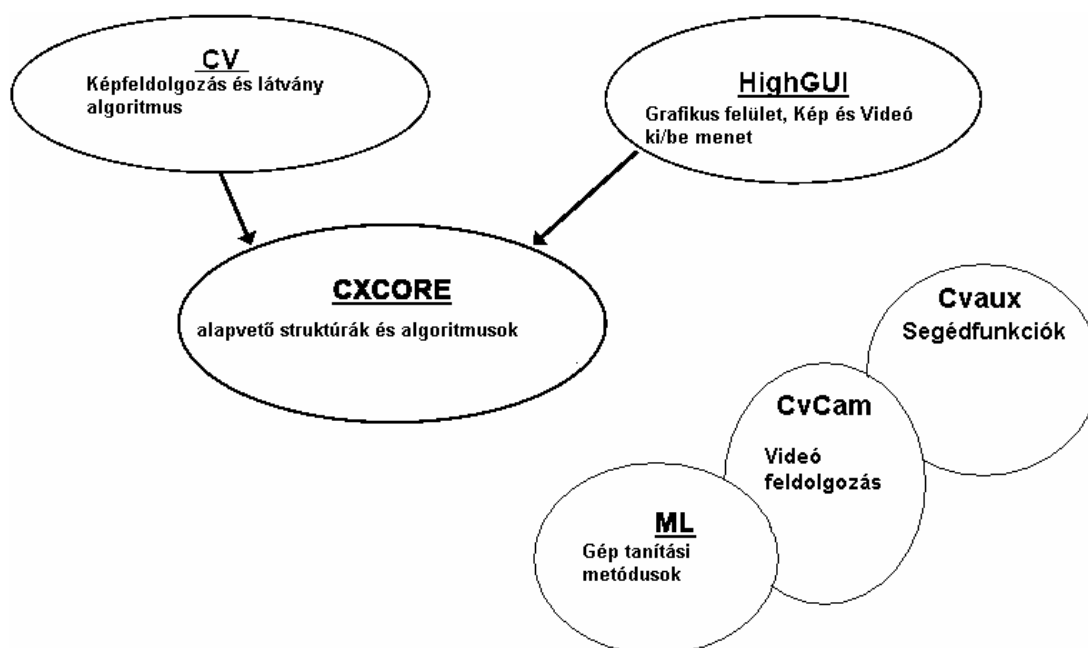 CV
Képfeldolgozás és látvány
algoritmus
HighGUI
Grafikus felület, Kép és Videó
ki/be menet
CXCORE
alapvető struktúrák és algoritmusok
Cvaux
Segédfunkciók
CvCam
Videó
feldolgozás
ML
Gép tanítási
metódusok